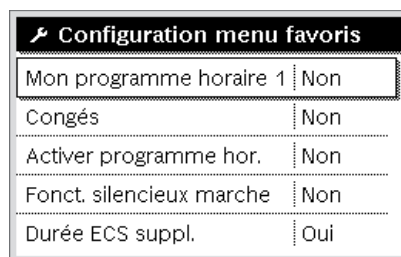 Configuration menu favoris
Mon programme horaire 1 Non
Congés Non
Activer programme hor. Non
Fonct. silencieux marche Non
Durée ECS suppl. Oui